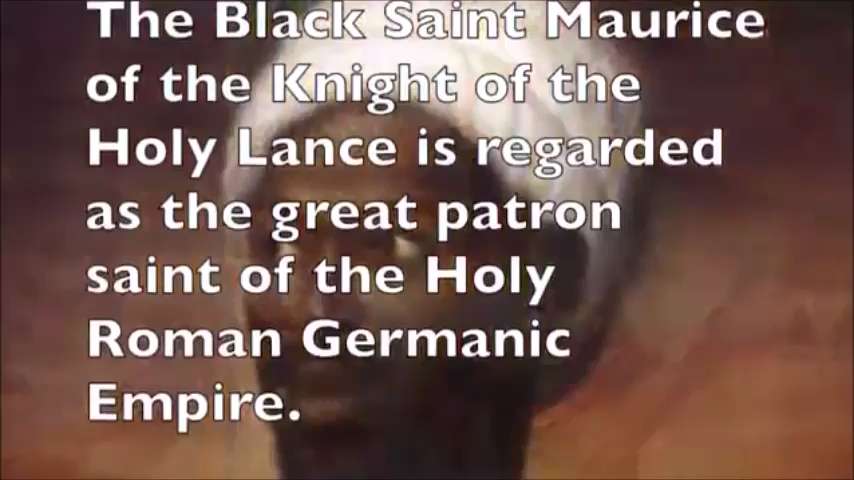 The Black Saint Maurice
of the Knight of the
Holy Lance is regarded
as the great patron
saint of the Holy
Roman Germanic
Empire.